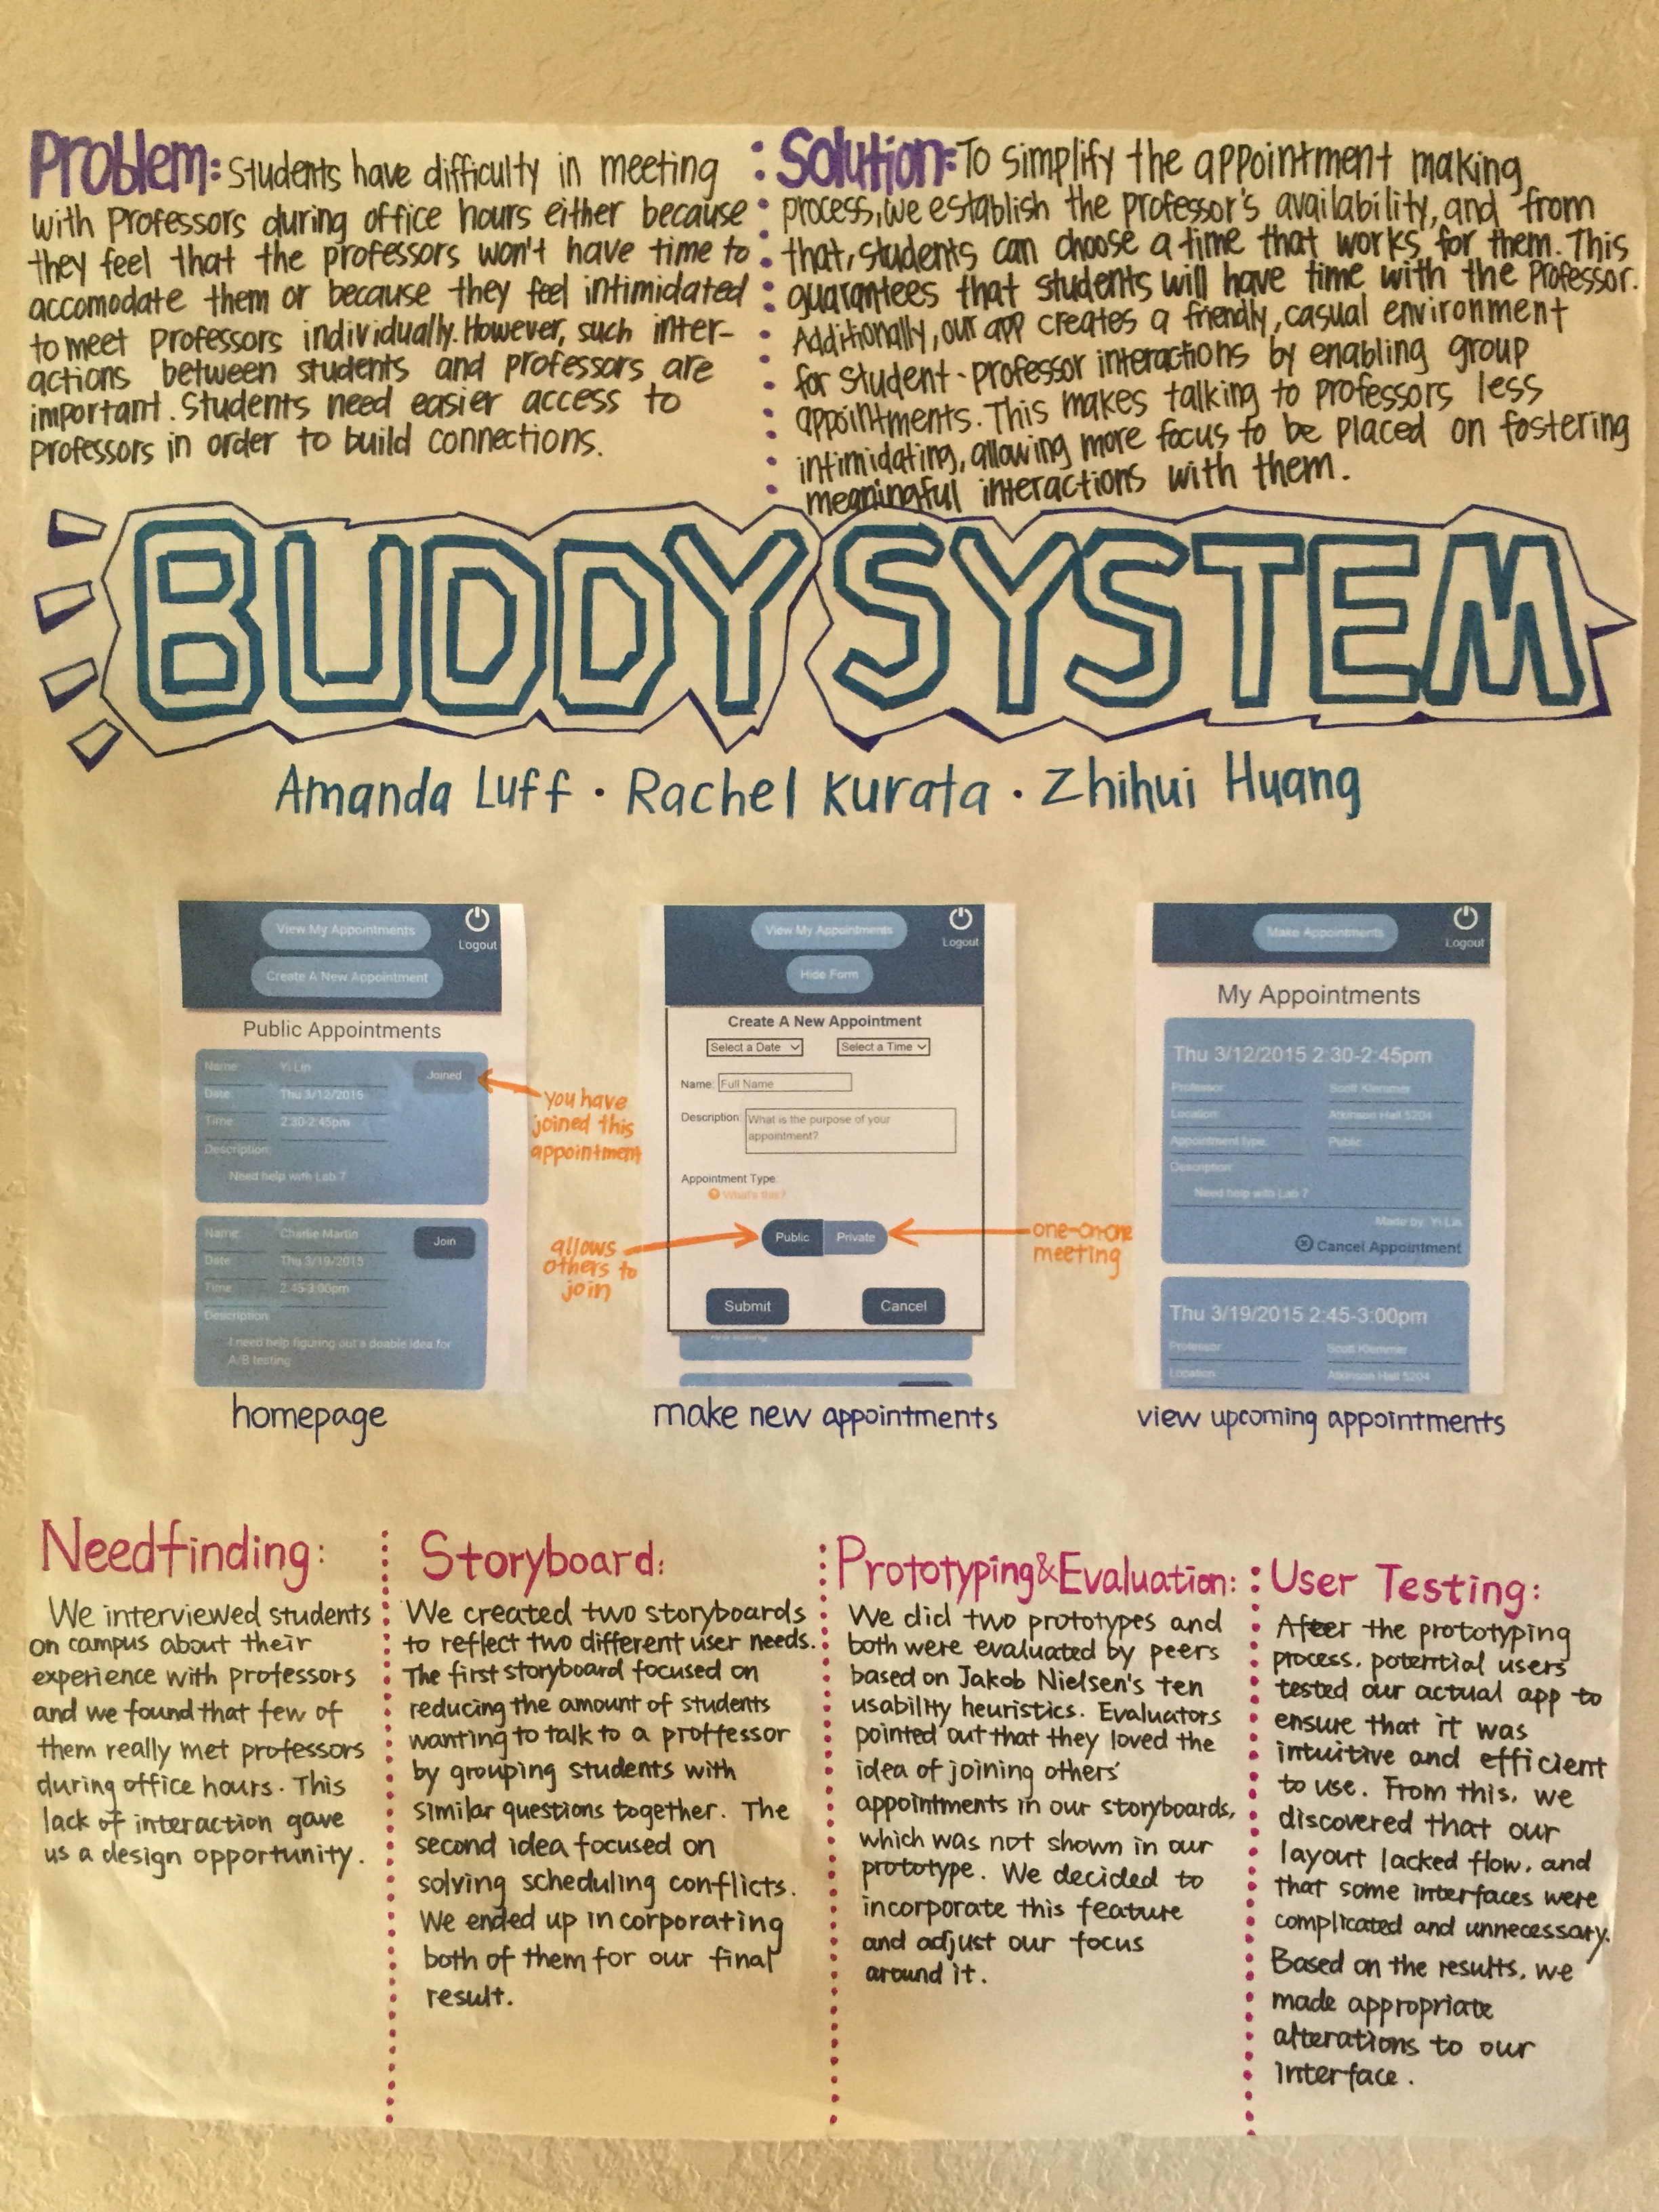 Problem: Students have difficulty in meeting
with professors during office hours either because
they feel that the professors won't have time to
accomodate them or because they feel intimidated
to meet professors individually. However, such inter-
actions between students and professors are
important. Students need easier access to
professors in order to build connections.
Solution: To simplify the appointment making
process, we establish the professor's availability, and from
that, students can choose a time that works for them. This
guarantees that students will have time with the Professor.
Additionally, our app creates a friendly, casual environment
for student-professor interactions by enabling group
appointments. This makes talking to professors less
intimidating, allowing more focus to be placed on fostering
meaningful interactions with them.
BUDDY SYSTEM
Amanda Luff · Rachel Kurata · Zhihui Huang
View My Appointments
Logout
Create A New Appointment
Public Appointments
Name: Yi Lin
Joined
Date: Thu 3/12/2015
Time: 2:30-2:45pm
Description:
Need help with Lab 7
Name: Charlie Martin
Join
Date: Thu 3/19/2015
Time: 2:45-3:00pm
Description:
I need help figuring out a doable idea for
A/B testing
homepage
you have
joined this
appointment
View My Appointments
Logout
Hide Form
Create A New Appointment
Select a Date Select a Time
Name: Full Name
Description: What is the purpose of your
appointment?
Appointment Type:
What's this?
Public Private
Submit Cancel
A/B testing
allows
others to
join
one-on-one
meeting
make new appointments
Make Appointments
Logout
My Appointments
Thu 3/12/2015 2:30-2:45pm
Professor: Scott Klemmer
Location: Atkinson Hall 5204
Appointment type: Public
Description:
Need help with Lab 7
Made by: Yi Lin
Cancel Appointment
Thu 3/19/2015 2:45-3:00pm
Professor: Scott Klemmer
Location: Atkinson Hall 5204
view upcoming appointments
Needfinding:
We interviewed students
on campus about their
experience with professors
and we found that few of
them really met professors
during office hours. This
lack of interaction gave
us a design opportunity.
Storyboard:
We created two storyboards
to reflect two different user needs.
The first storyboard focused on
reducing the amount of students
wanting to talk to a proffessor
by grouping students with
similar questions together. The
second idea focused on
solving scheduling conflicts.
We ended up incorporating
both of them for our final
result.
Prototyping&Evaluation:
We did two prototypes and
both were evaluated by peers
based on Jakob Nielsen's ten
usability heuristics. Evaluators
pointed out that they loved the
idea of joining others'
appointments in our storyboards,
which was not shown in our
prototype. We decided to
incorporate this feature
and adjust our focus
around it.
User Testing:
After the prototyping
process, potential users
tested our actual app to
ensure that it was
intuitive and efficient
to use. From this, we
discovered that our
layout lacked flow, and
that some interfaces were
complicated and unnecessary.
Based on the results, we
made appropriate
alterations to our
interface.